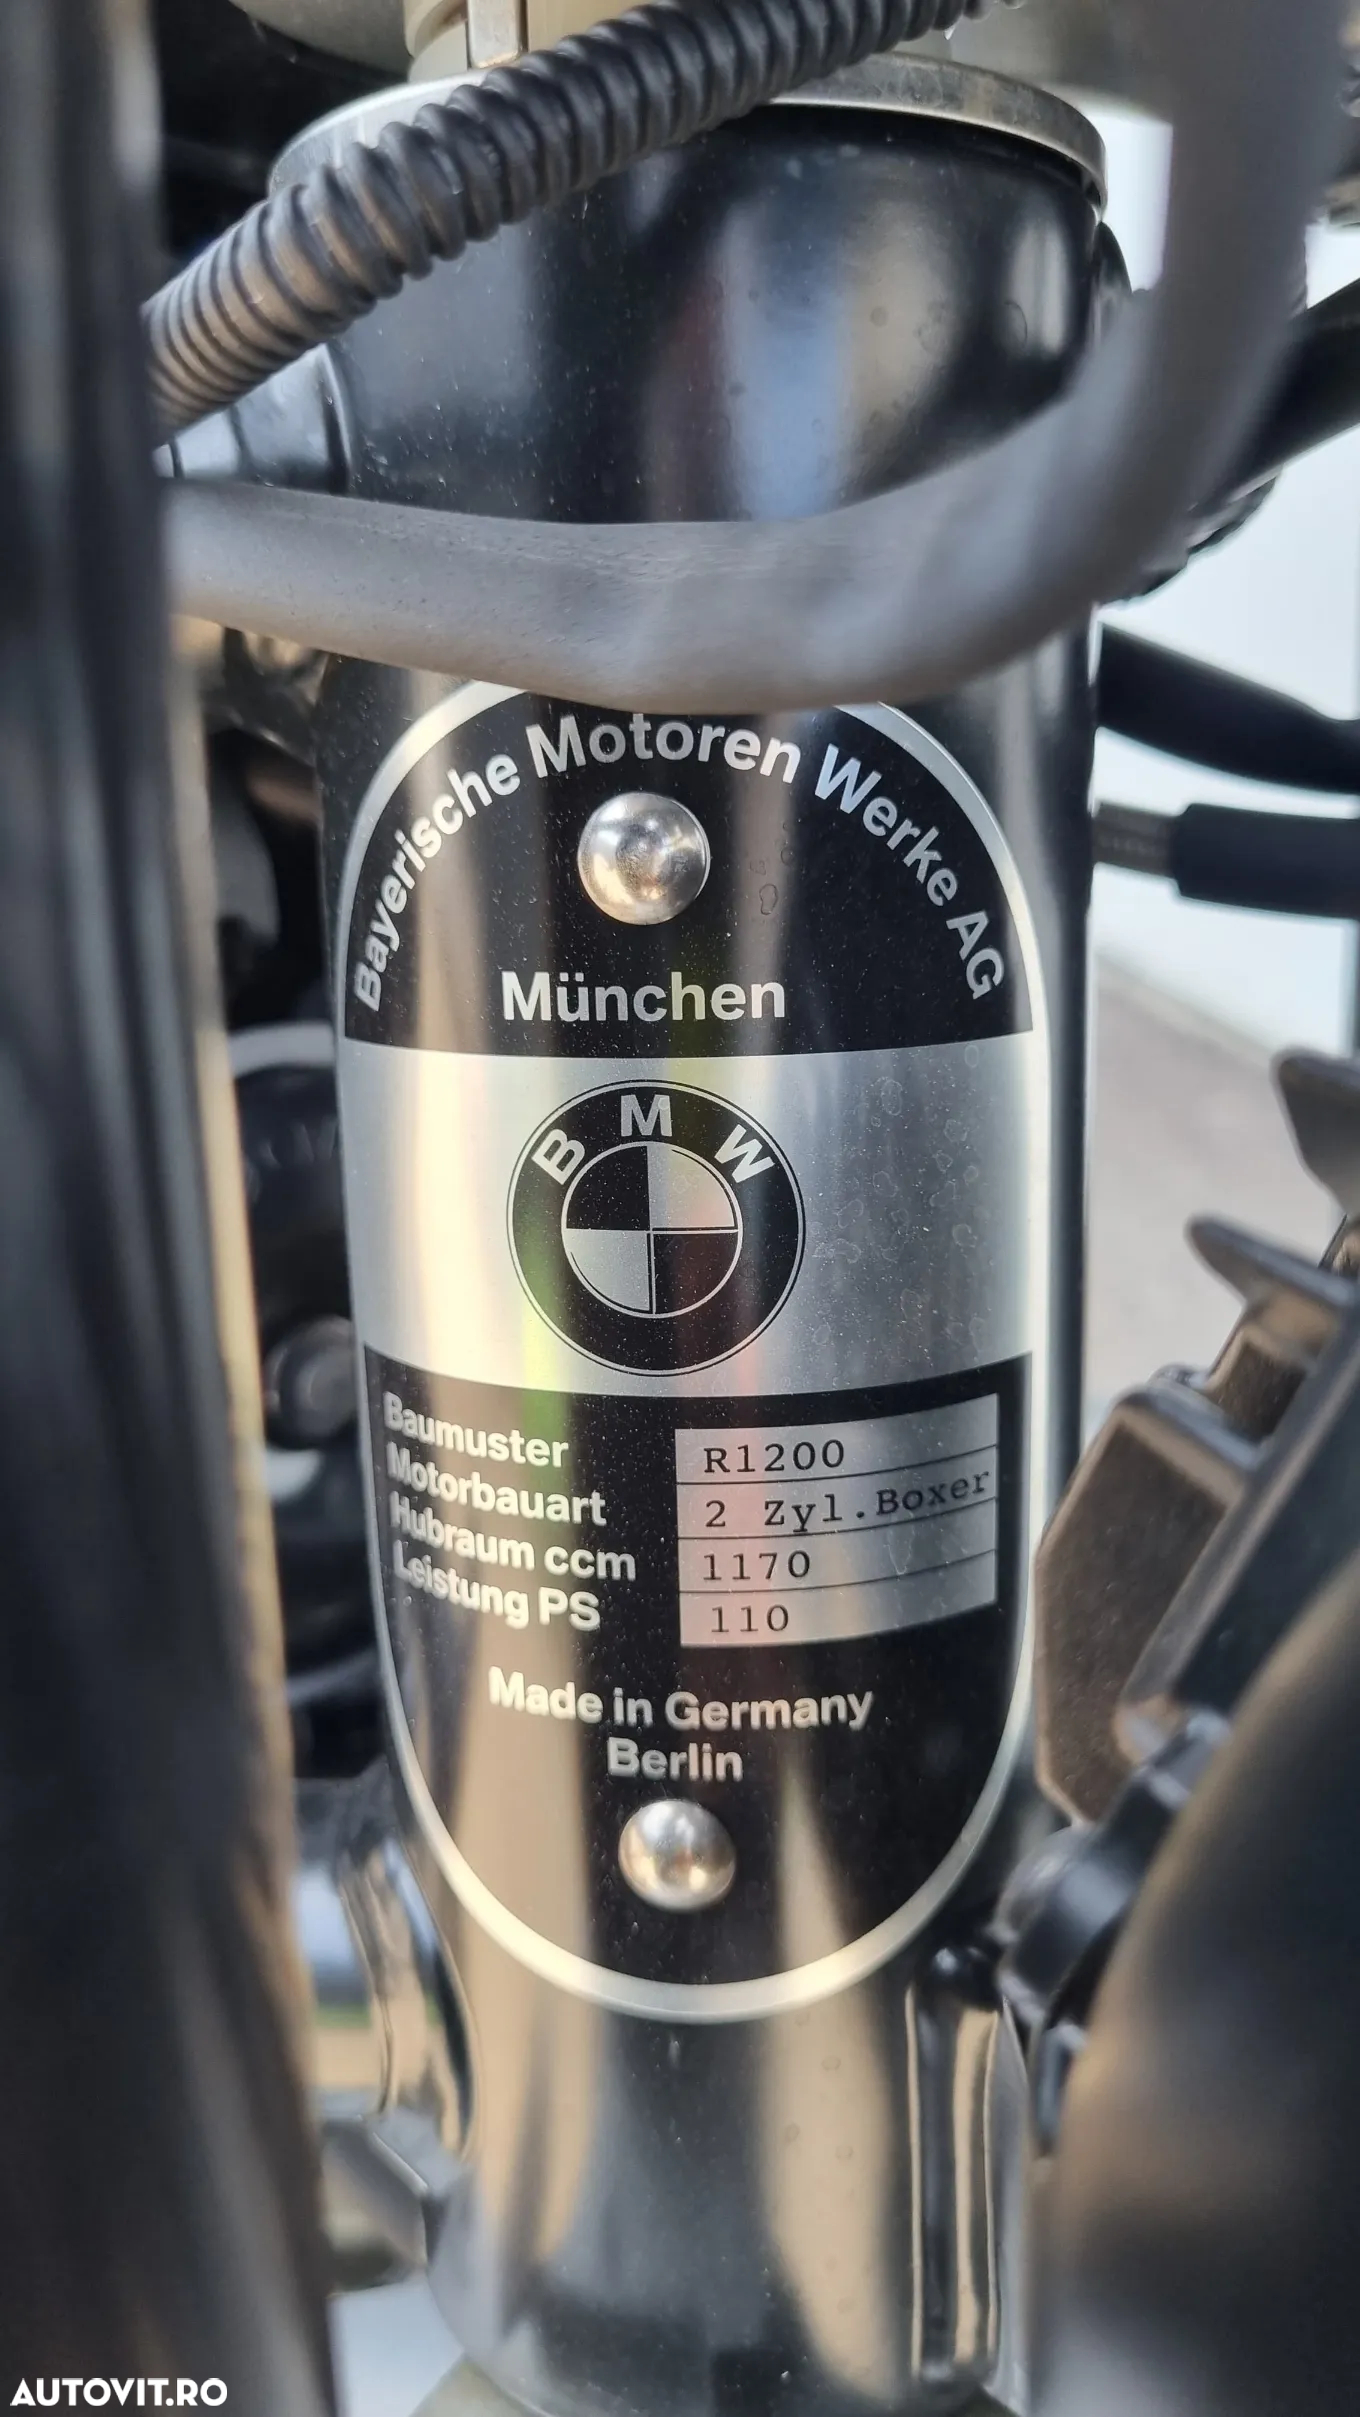 Bayerische Motoren Werke AG
München
BMW
Baumuster R1200
Motorbauart 2 Zyl.Boxer
Hubraum ccm 1170
Leistung PS 110
Made in Germany
Berlin
AUTOVIT.RO